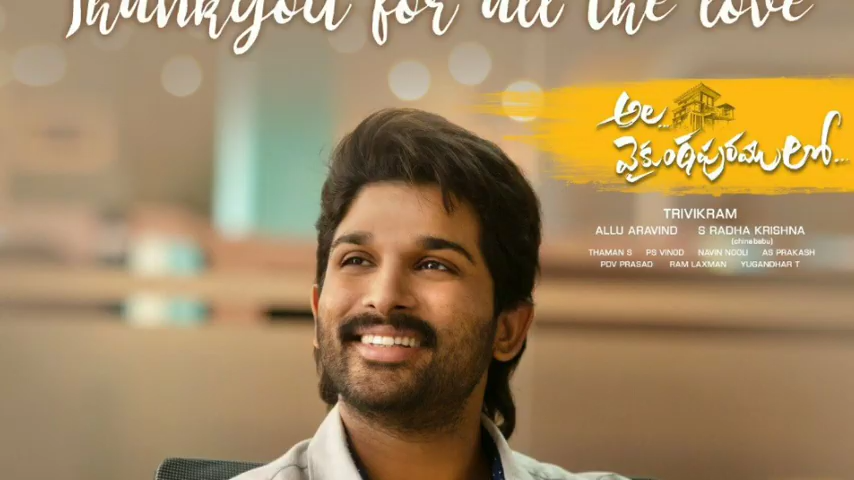 Thankyou for all the love
అల...
వైకుంఠపురములో...
TRIVIKRAM
ALLU ARAVIND S RADHA KRISHNA
(chinababu)
THAMAN S PS VINOD NAVIN NOOLI AS PRAKASH
PDV PRASAD RAM LAXMAN YUGANDHAR T